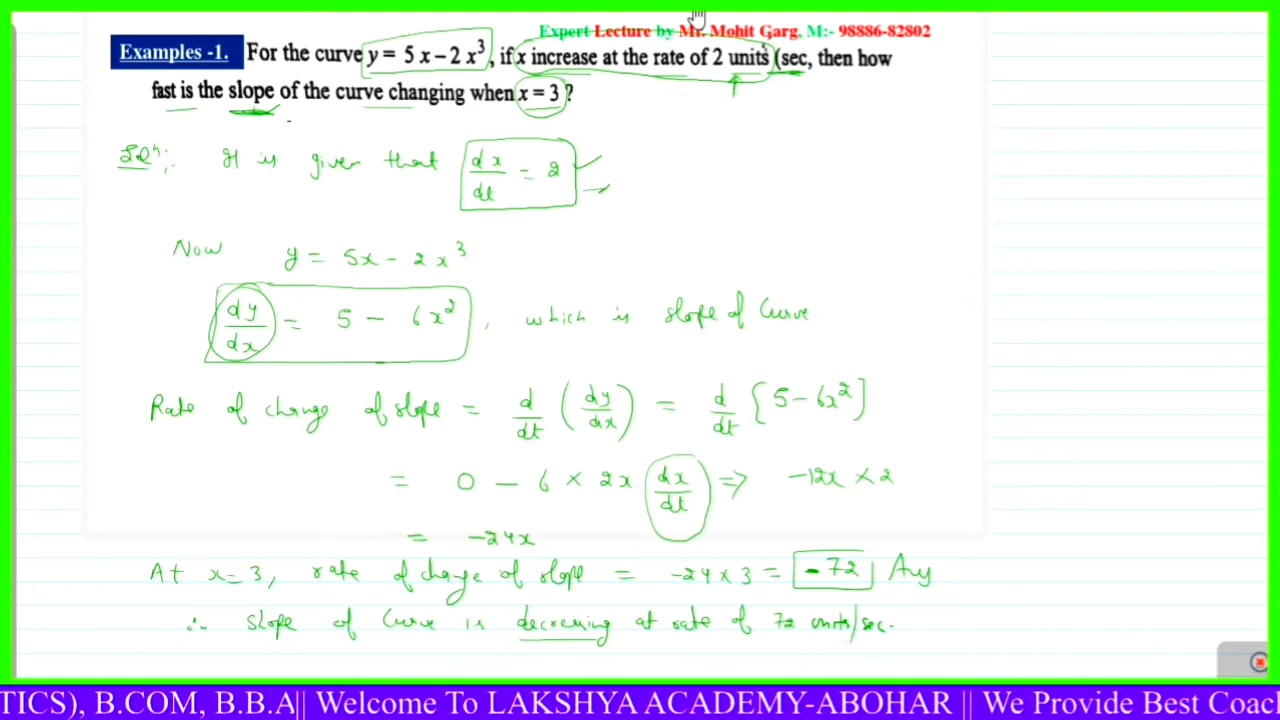 Expert Lecture by Mr. Mohit Garg, M:- 98886-82802
Examples -1. For the curve y = 5 x – 2 x³, if x increase at the rate of 2 units (sec, then how
fast is the slope of the curve changing when x = 3 ?
Solⁿ:- It is given that dx/dt = 2
Now y = 5x - 2x³
dy/dx = 5 - 6x², which is slope of curve.
Rate of change of slope = d/dt (dy/dx) = d/dt {5 - 6x²]
= 0 - 6 × 2x dx/dt ⇒ -12x × 2
= -24x
At x=3, rate of change of slope = -24 × 3 = -72 Ans
∴ slope of curve is decreasing at rate of 72 units/sec.
TICS), B.COM, B.B.A|| Welcome To LAKSHYA ACADEMY-ABOHAR || We Provide Best Coac